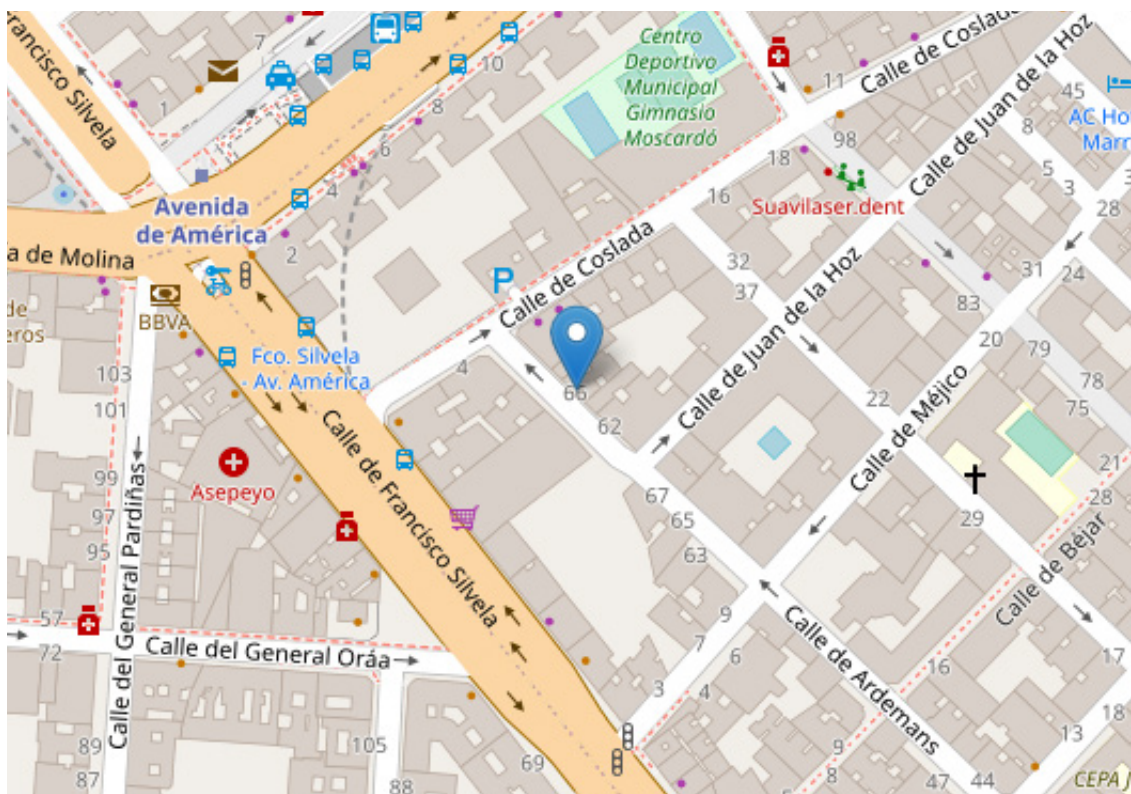 Francisco Silvela
7
1
10
8
6
4
2
Centro
Deportivo
Municipal
Gimnasio
Moscardó
11
Calle de Coslada
Calle de Juan de la Hoz
45
8
AC Ho
Marr
5
3
3
98
18
16
Suavilaser.dent
28
Avenida
de América
a de Molina
BBVA
de
eros
P
Calle de Coslada
32
37
Calle de Juan de la Hoz
31
24
83
20
79
78
75
Fco. Silvela
- Av. América
4
66
62
22
Calle de Méjico
103
101
99
97
95
Asepeyo
Calle del General Pardiñas
Calle de Francisco Silvela
67
65
63
29
21
28
Calle de Béjar
57
72
Calle del General Oráa
9
7
6
3
4
Calle de Ardemans
16
17
18
13
89
87
105
88
69
5
9
8
47
44
CEPA J